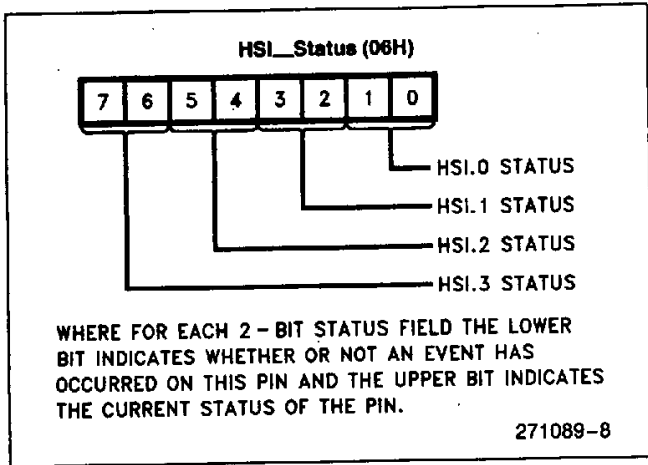 HSI_Status (06H)
7 6 5 4 3 2 1 0
HSI.0 STATUS
HSI.1 STATUS
HSI.2 STATUS
HSI.3 STATUS
WHERE FOR EACH 2-BIT STATUS FIELD THE LOWER
BIT INDICATES WHETHER OR NOT AN EVENT HAS
OCCURRED ON THIS PIN AND THE UPPER BIT INDICATES
THE CURRENT STATUS OF THE PIN.
271089-8